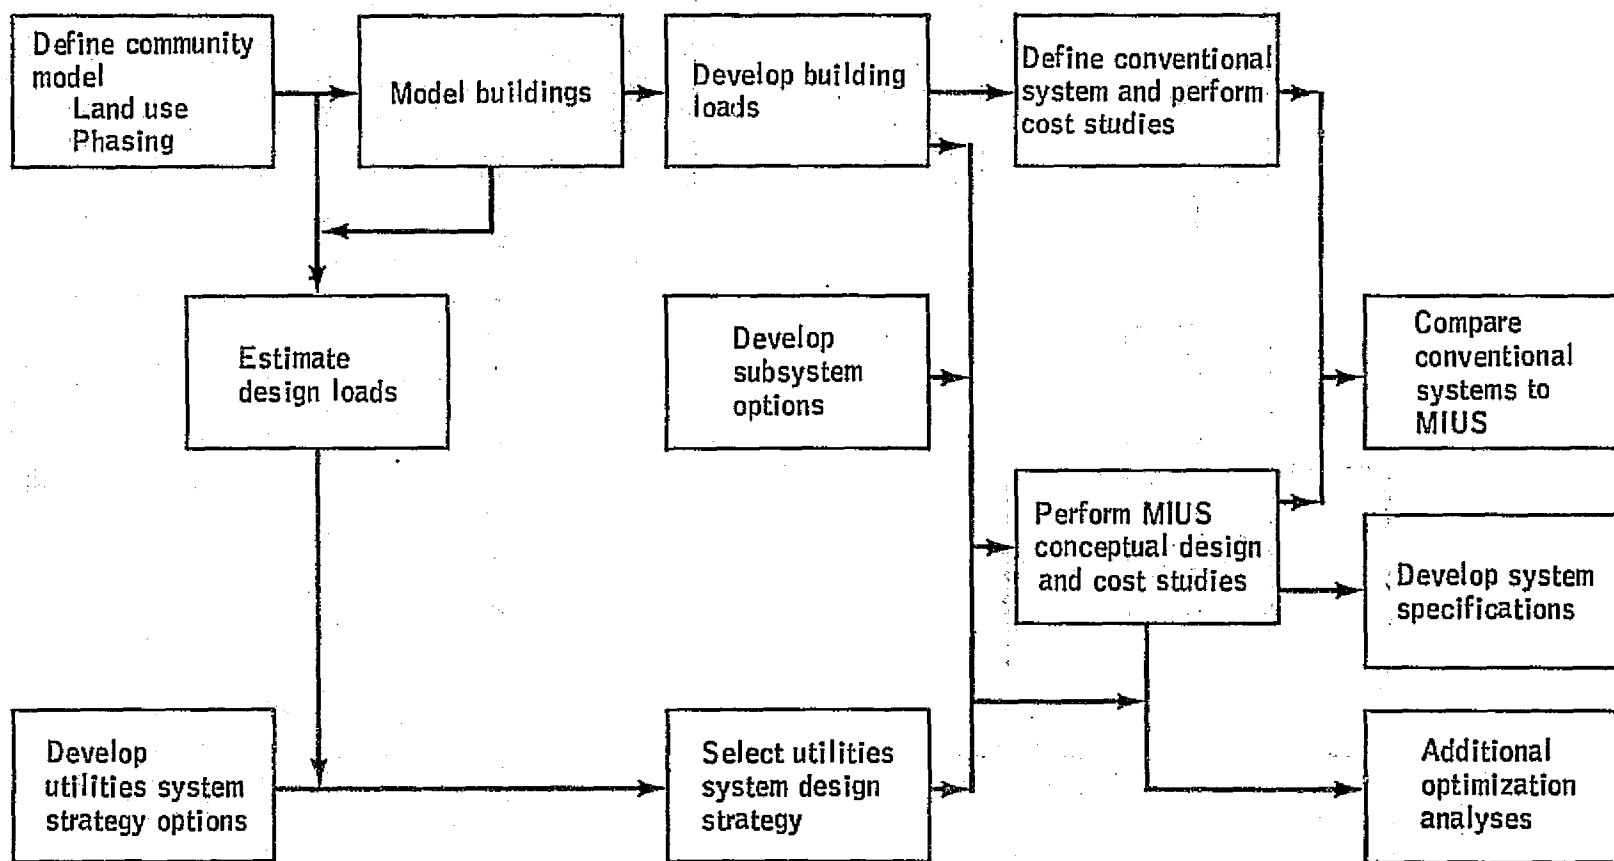 Define community
model
Land use
Phasing
Model buildings
Develop building
loads
Define conventional
system and perform
cost studies
Estimate
design loads
Develop
subsystem
options
Compare
conventional
systems to
MIUS
Perform MIUS
conceptual design
and cost studies
Develop system
specifications
Develop
utilities system
strategy options
Select utilities
system design
strategy
Additional
optimization
analyses